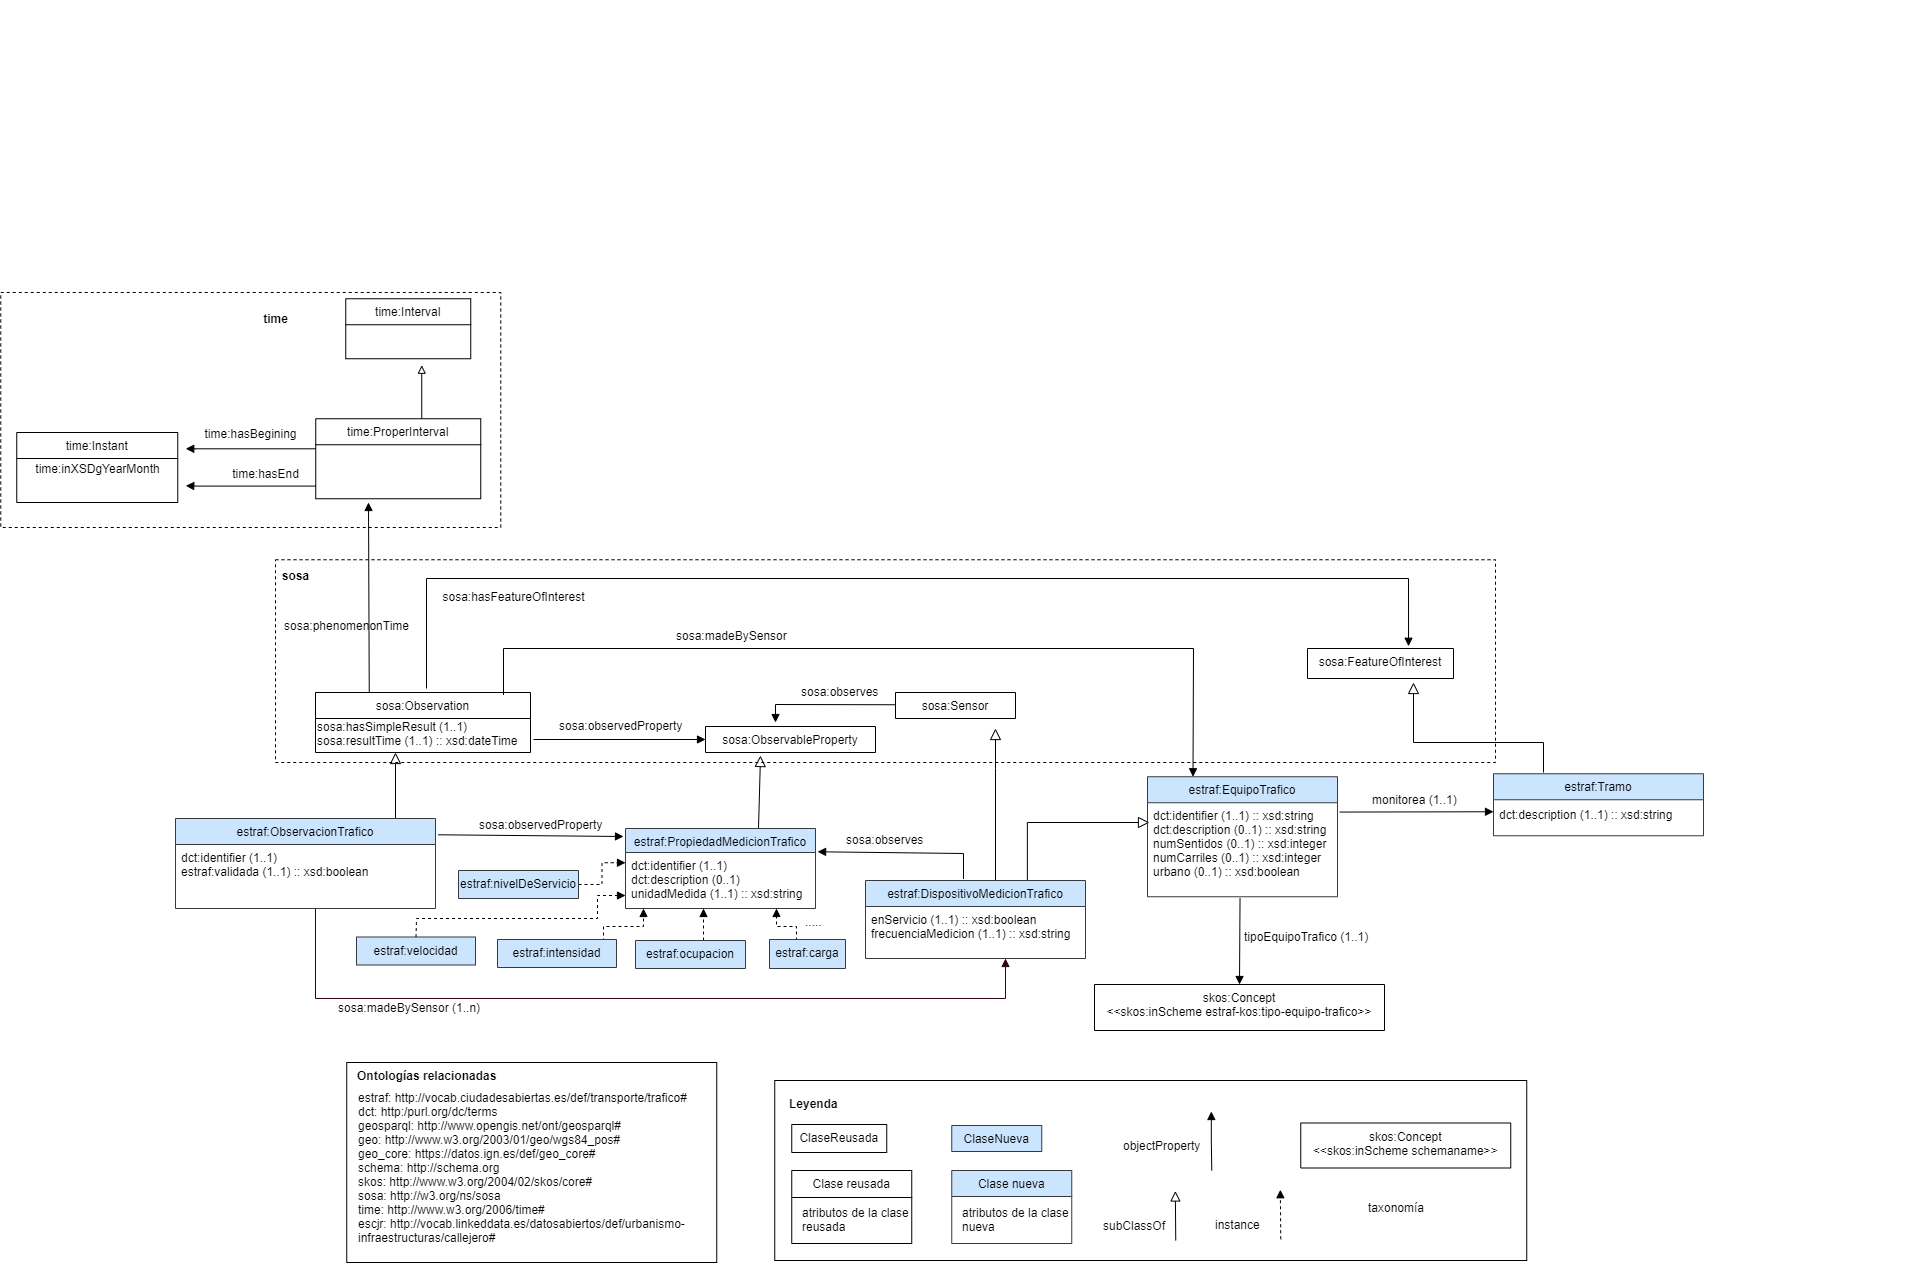 time
time:Interval
time:ProperInterval
time:Instant
time:inXSDgYearMonth
time:hasBegining
time:hasEnd
sosa
sosa:hasFeatureOfInterest
sosa:phenomenonTime
sosa:madeBySensor
sosa:FeatureOfInterest
sosa:Observation
sosa:hasSimpleResult (1..1)
sosa:resultTime (1..1) :: xsd:dateTime
sosa:observedProperty
sosa:observes
sosa:Sensor
sosa:ObservableProperty
estraf:ObservacionTrafico
dct:identifier (1..1)
estraf:validada (1..1) :: xsd:boolean
sosa:observedProperty
estraf:PropiedadMedicionTrafico
dct:identifier (1..1)
dct:description (0..1)
unidadMedida (1..1) :: xsd:string
sosa:observes
estraf:nivelDeServicio
estraf:velocidad
estraf:intensidad
estraf:ocupacion
estraf:carga
.....
estraf:DispositivoMedicionTrafico
enServicio (1..1) :: xsd:boolean
frecuenciaMedicion (1..1) :: xsd:string
sosa:madeBySensor (1..n)
estraf:EquipoTrafico
dct:identifier (1..1) :: xsd:string
dct:description (0..1) :: xsd:string
numSentidos (0..1) :: xsd:integer
numCarriles (0..1) :: xsd:integer
urbano (0..1) :: xsd:boolean
monitorea (1..1)
estraf:Tramo
dct:description (1..1) :: xsd:string
tipoEquipoTrafico (1..1)
skos:Concept
<<skos:inScheme estraf-kos:tipo-equipo-trafico>>
Ontologías relacionadas
estraf: http://vocab.ciudadesabiertas.es/def/transporte/trafico#
dct: http:/purl.org/dc/terms
geosparql: http://www.opengis.net/ont/geosparql#
geo: http://www.w3.org/2003/01/geo/wgs84_pos#
geo_core: https://datos.ign.es/def/geo_core#
schema: http://schema.org
skos: http://www.w3.org/2004/02/skos/core#
sosa: http://w3.org/ns/sosa
time: http://www.w3.org/2006/time#
escjr: http://vocab.linkeddata.es/datosabiertos/def/urbanismo-
infraestructuras/callejero#
Leyenda
ClaseReusada
ClaseNueva
Clase reusada
atributos de la clase
reusada
Clase nueva
atributos de la clase
nueva
objectProperty
subClassOf
instance
skos:Concept
<<skos:inScheme schemaname>>
taxonomía